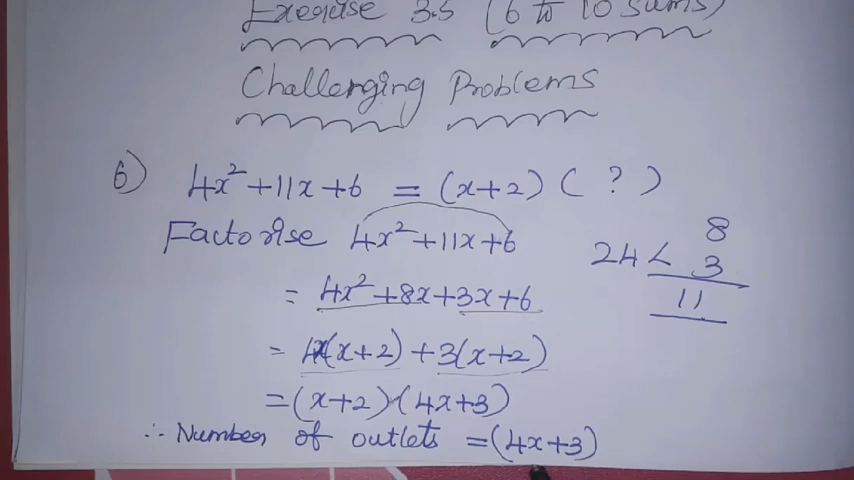 Exercise 3.5 (6 to 10 sums)
Challenging Problems
6) 4x²+11x+6 = (x+2) ( ? )
Factorise 4x²+11x+6
24 < 8
3
11
= 4x²+8x+3x+6
= 4x(x+2)+3(x+2)
=(x+2)(4x+3)
∴ Number of outlets =(4x+3)